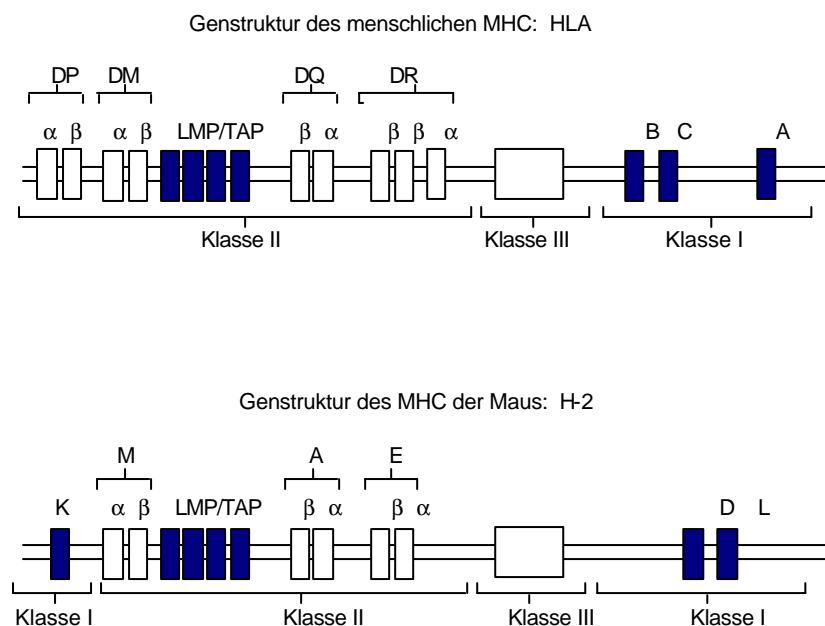 Genstruktur des menschlichen MHC: HLA
DP DM DQ DR
α β α β LMP/TAP β α β β α B C A
Klasse II Klasse III Klasse I
Genstruktur des MHC der Maus: H-2
M A E
K α β LMP/TAP β α β α D L
Klasse I Klasse II Klasse III Klasse I